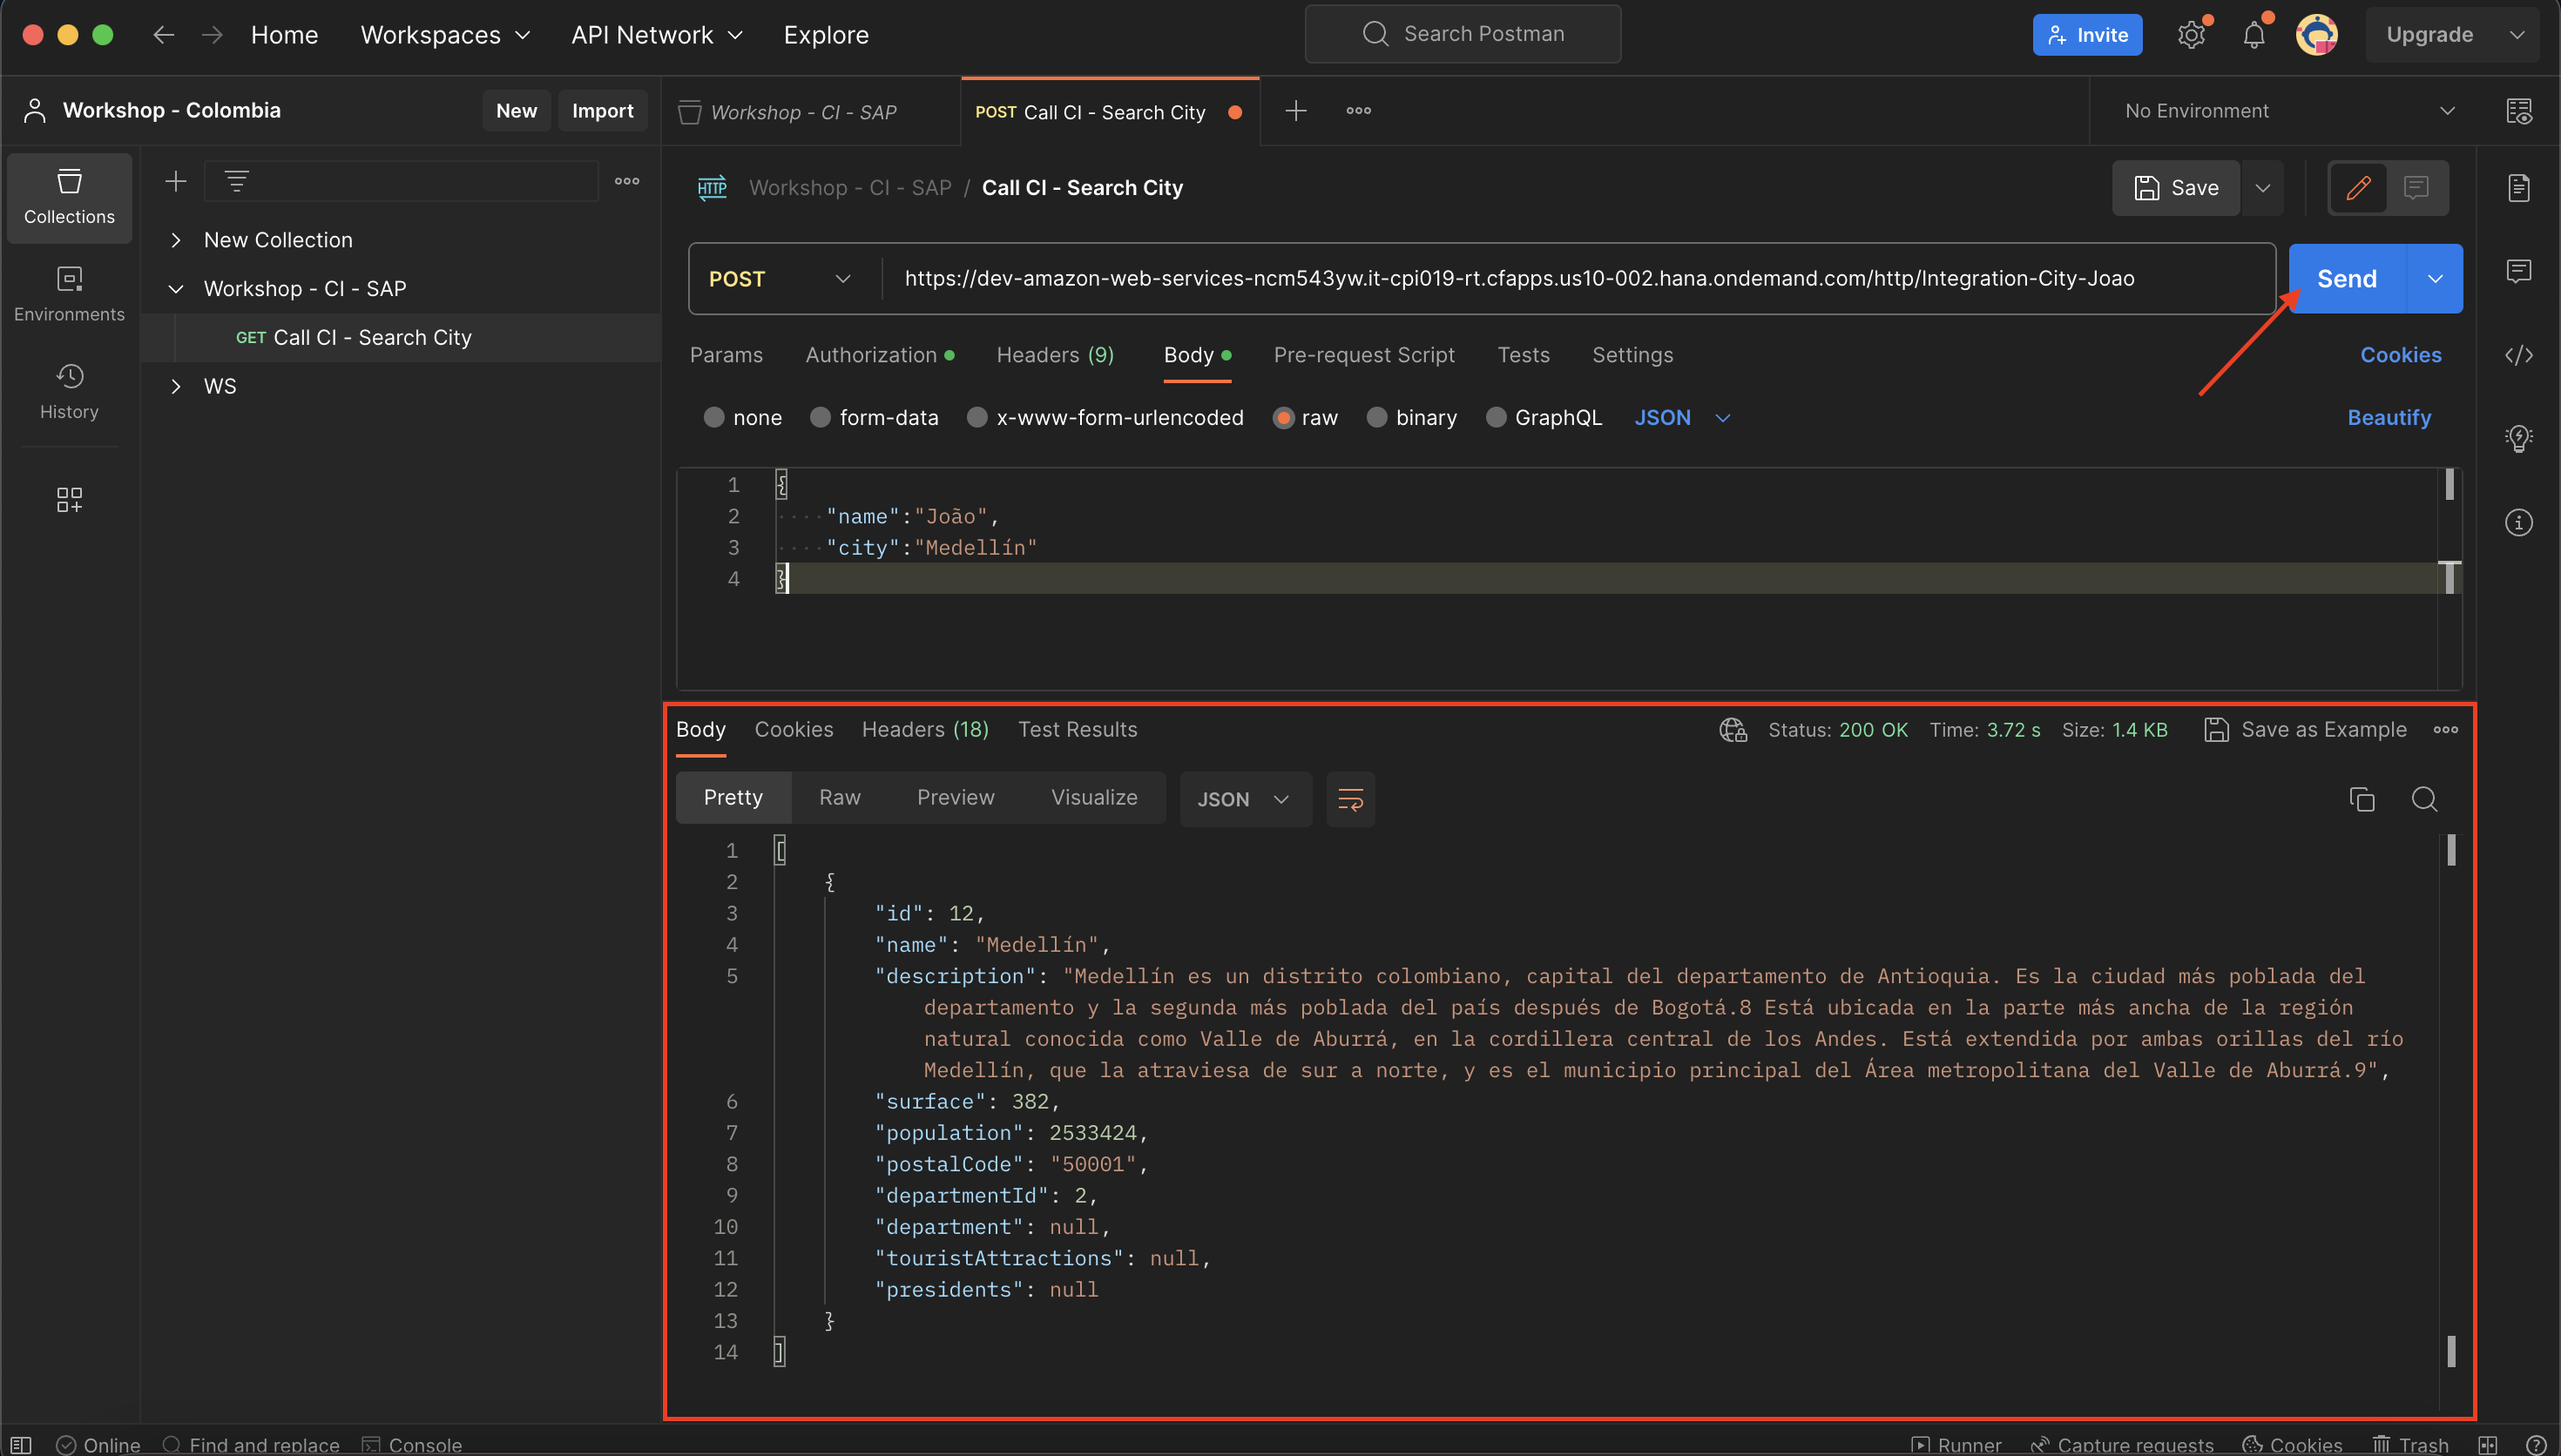 Home Workspaces API Network Explore Search Postman Invite Upgrade
Workshop - Colombia New Import Workshop - CI - SAP POST Call CI - Search City No Environment
Collections
Environments
History
New Collection
Workshop - CI - SAP
GET Call CI - Search City
WS
HTTP Workshop - CI - SAP / Call CI - Search City Save
POST https://dev-amazon-web-services-ncm543yw.it-cpi019-rt.cfapps.us10-002.hana.ondemand.com/http/Integration-City-Joao Send
Params Authorization Headers (9) Body Pre-request Script Tests Settings Cookies
none form-data x-www-form-urlencoded raw binary GraphQL JSON Beautify
1 {
2 "name":"João",
3 "city":"Medellín"
4 }
Body Cookies Headers (18) Test Results Status: 200 OK Time: 3.72 s Size: 1.4 KB Save as Example
Pretty Raw Preview Visualize JSON
1 [
2 {
3 "id": 12,
4 "name": "Medellín",
5 "description": "Medellín es un distrito colombiano, capital del departamento de Antioquia. Es la ciudad más poblada del
departamento y la segunda más poblada del país después de Bogotá.8 Está ubicada en la parte más ancha de la región
natural conocida como Valle de Aburrá, en la cordillera central de los Andes. Está extendida por ambas orillas del río
Medellín, que la atraviesa de sur a norte, y es el municipio principal del Área metropolitana del Valle de Aburrá.9",
6 "surface": 382,
7 "population": 2533424,
8 "postalCode": "50001",
9 "departmentId": 2,
10 "department": null,
11 "touristAttractions": null,
12 "presidents": null
13 }
14 ]
Online Find and replace Console Runner Capture requests Cookies Trash